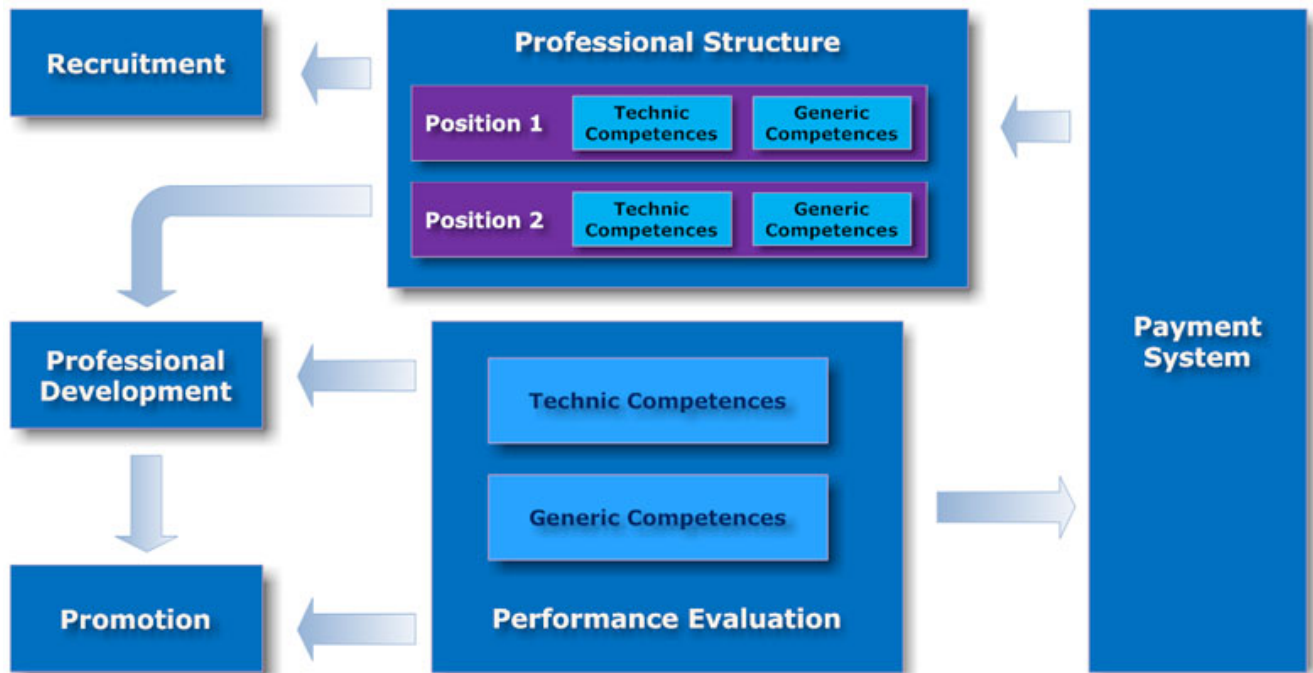 Recruitment
Professional Structure
Position 1
Technic
Competences
Generic
Competences
Position 2
Technic
Competences
Generic
Competences
Professional
Development
Technic Competences
Generic Competences
Performance Evaluation
Promotion
Payment
System